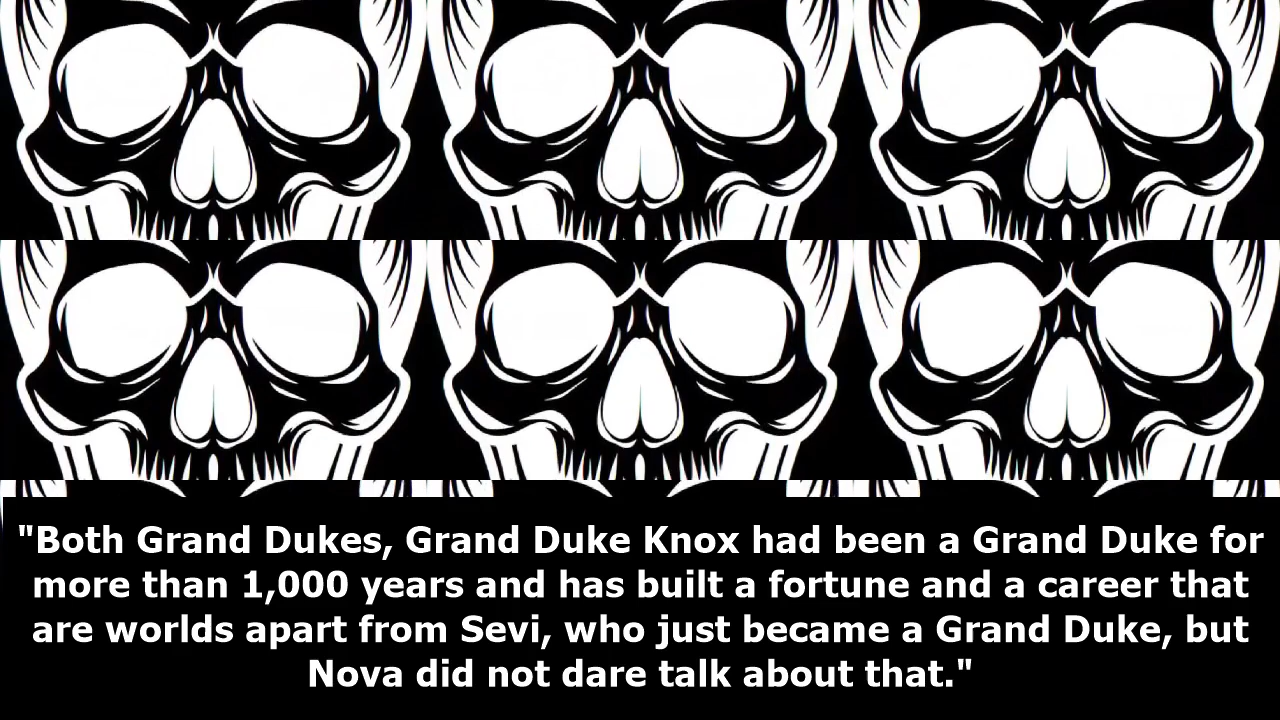 "Both Grand Dukes, Grand Duke Knox had been a Grand Duke for
more than 1,000 years and has built a fortune and a career that
are worlds apart from Sevi, who just became a Grand Duke, but
Nova did not dare talk about that."